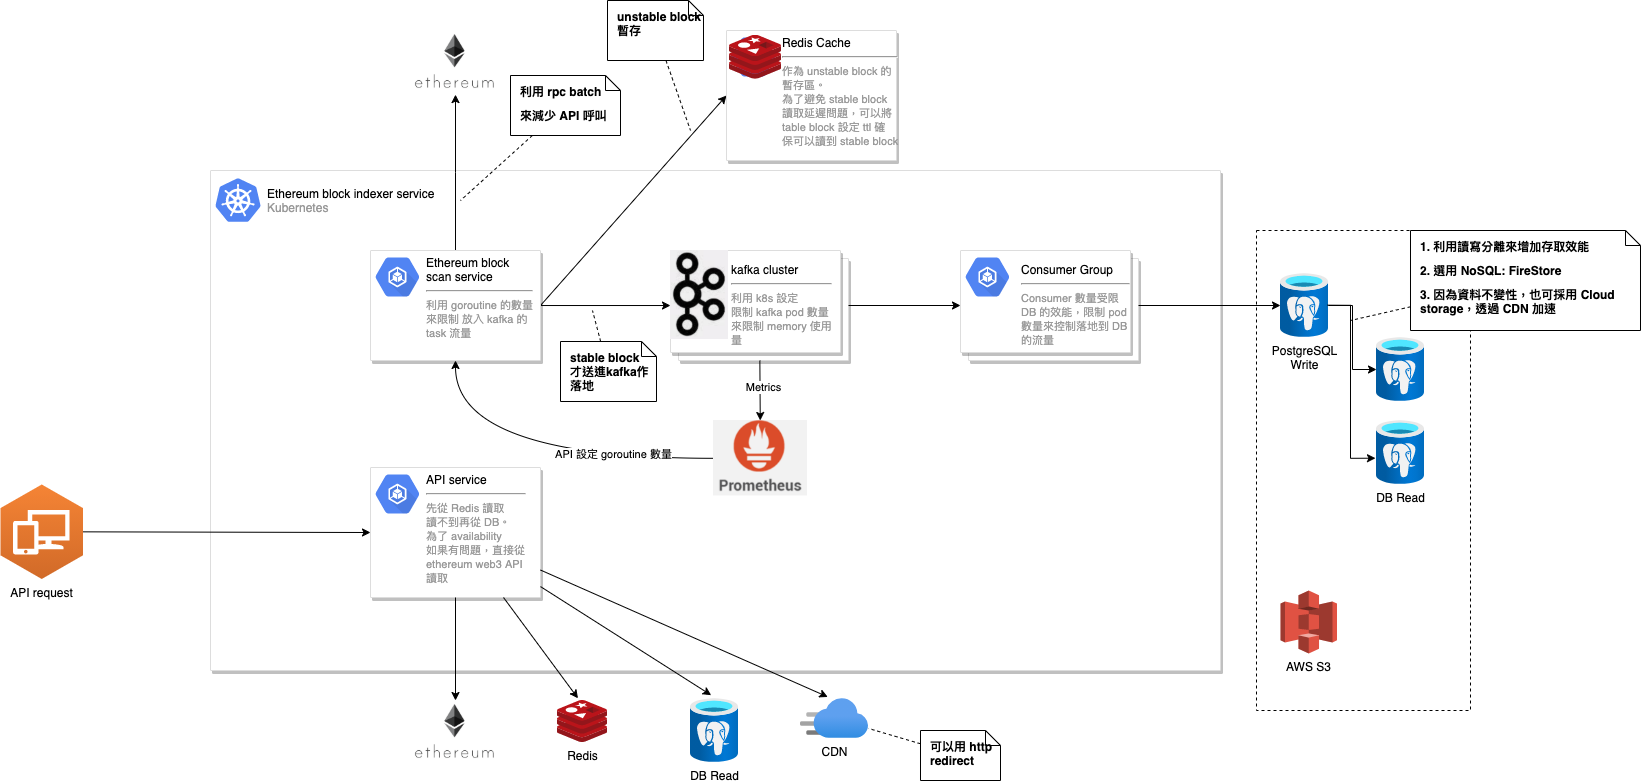 unstable block
暫存
ethereum
利用 rpc batch
來減少 API 呼叫
Redis Cache
作為 unstable block 的
暫存區。
為了避免 stable block
讀取延遲問題，可以將
table block 設定 ttl 確
保可以讀到 stable block
Ethereum block indexer service
Kubernetes
Ethereum block
scan service
利用 goroutine 的數量
來限制 放入 kafka 的
task 流量
kafka cluster
利用 k8s 設定
限制 kafka pod 數量
來限制 memory 使用
量
Consumer Group
Consumer 數量受限
DB 的效能，限制 pod
數量來控制落地到 DB
的流量
1. 利用讀寫分離來增加存取效能
2. 選用 NoSQL: FireStore
3. 因為資料不變性，也可採用 Cloud
storage，透過 CDN 加速
PostgreSQL
Write
stable block
才送進kafka作
落地
Metrics
API 設定 goroutine 數量
Prometheus
DB Read
API service
先從 Redis 讀取
讀不到再從 DB。
為了 availability
如果有問題，直接從
ethereum web3 API
讀取
API request
AWS S3
ethereum
Redis
DB Read
CDN
可以用 http
redirect